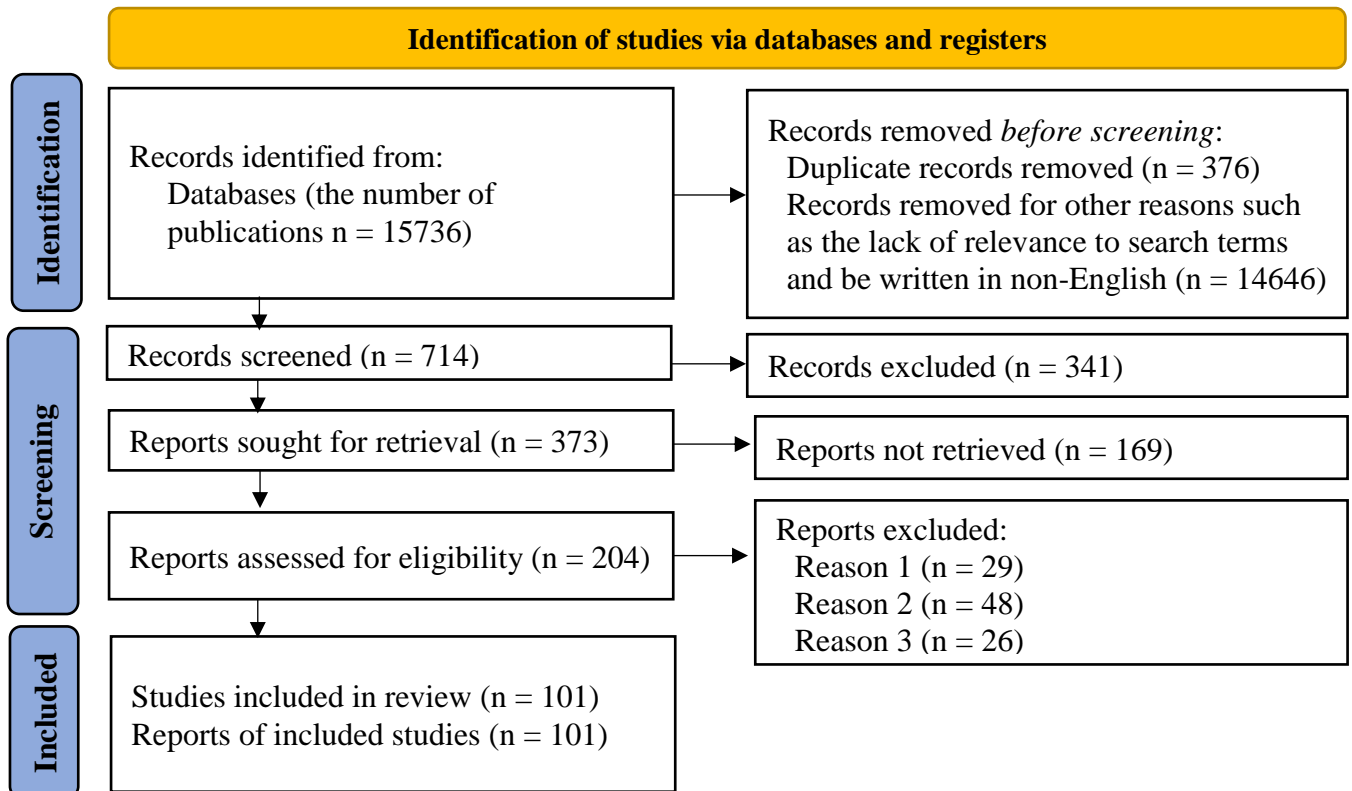 Identification of studies via databases and registers
Identification
Records identified from:
Databases (the number of
publications n = 15736)
Records removed before screening:
Duplicate records removed (n = 376)
Records removed for other reasons such
as the lack of relevance to search terms
and be written in non-English (n = 14646)
Screening
Records screened (n = 714)
Records excluded (n = 341)
Reports sought for retrieval (n = 373)
Reports not retrieved (n = 169)
Reports assessed for eligibility (n = 204)
Reports excluded:
Reason 1 (n = 29)
Reason 2 (n = 48)
Reason 3 (n = 26)
Included
Studies included in review (n = 101)
Reports of included studies (n = 101)